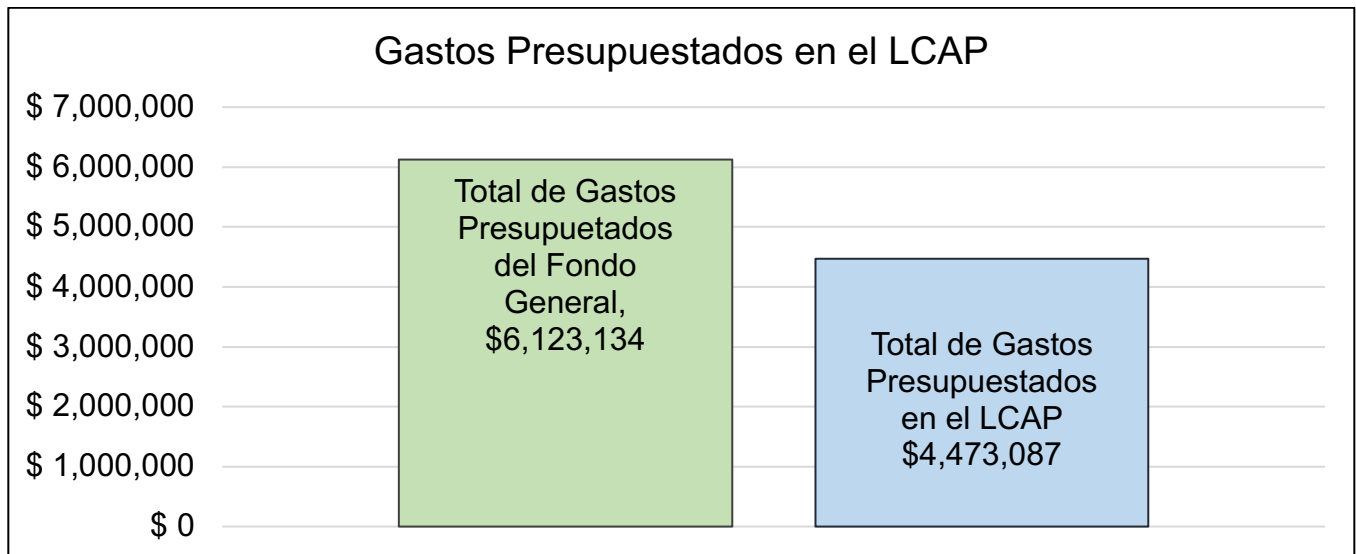 Gastos Presupuestados en el LCAP
$ 7,000,000
$ 6,000,000
$ 5,000,000
$ 4,000,000
$ 3,000,000
$ 2,000,000
$ 1,000,000
$ 0
Total de Gastos
Presupuetados
del Fondo
General,
$6,123,134
Total de Gastos
Presupuestados
en el LCAP
$4,473,087